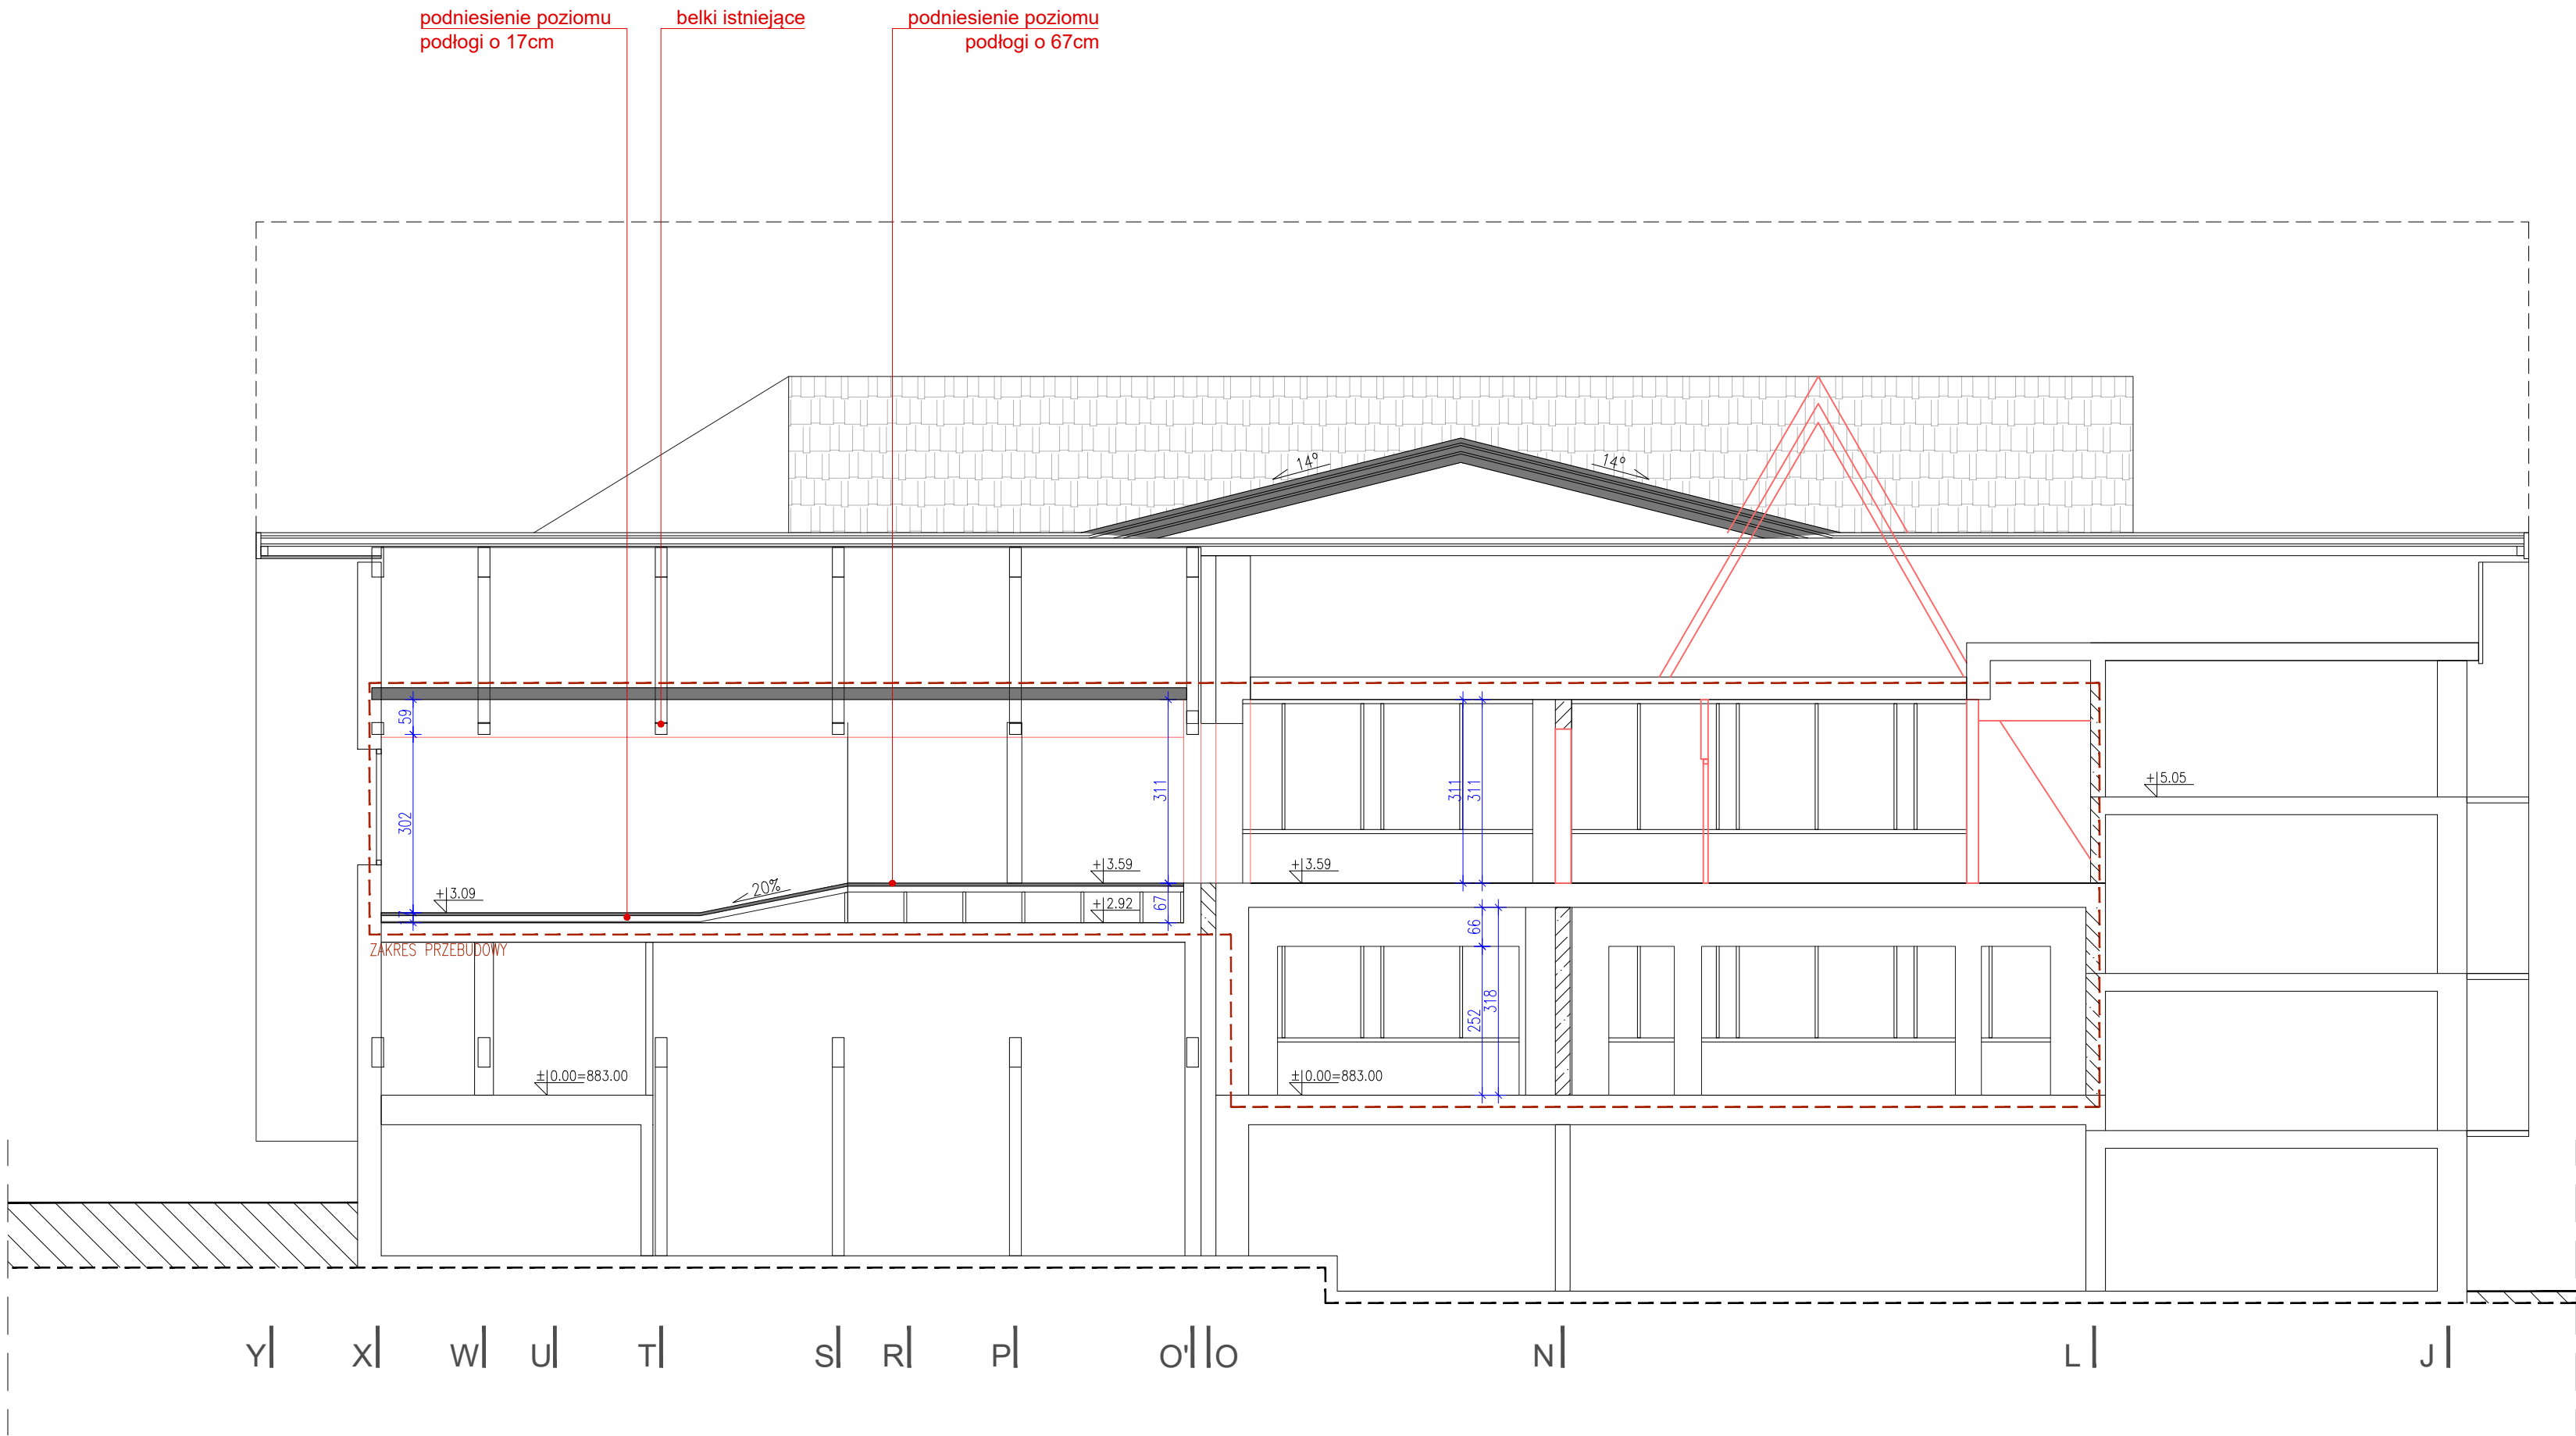 podniesienie poziomu
podłogi o 17cm
belki istniejące
podniesienie poziomu
podłogi o 67cm
14°
14°
59
302
311
311
311
+5.05
+3.59
+3.59
20%
+3.09
+2.92
67
66
ZAKRES PRZEBUDOWY
252
318
±0.00=883.00
±0.00=883.00
Y
X
W
U
T
S
R
P
O'
O
N
L
J